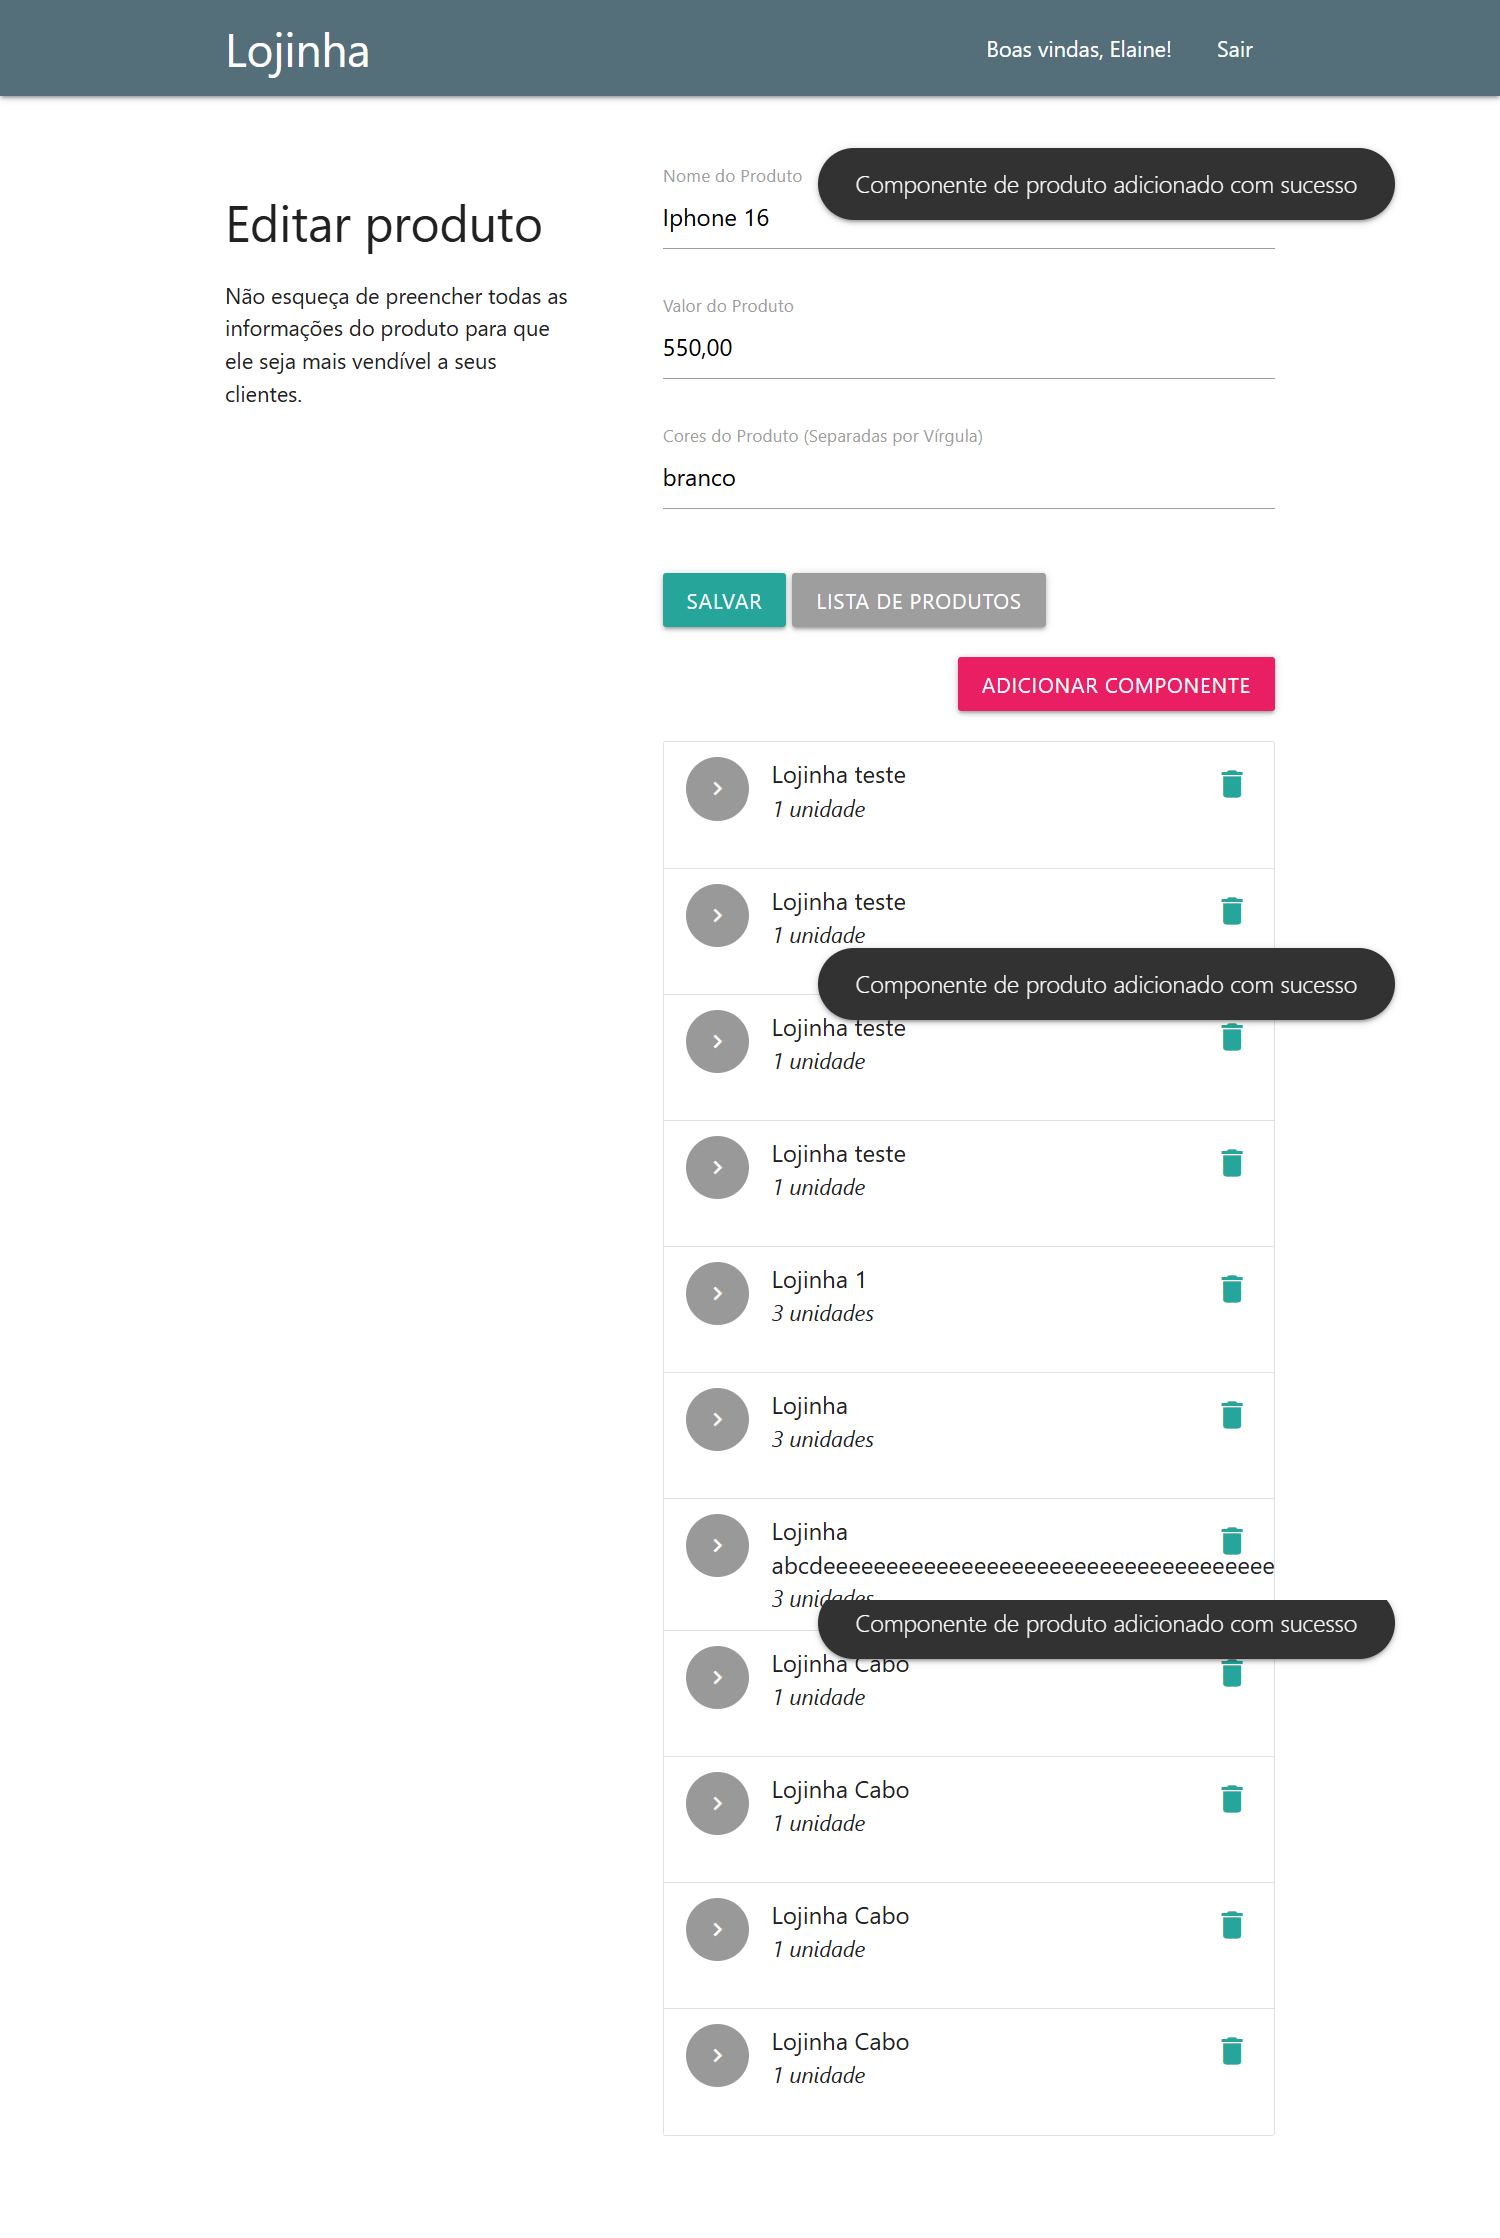 Lojinha
Boas vindas, Elaine!
Sair
Editar produto
Não esqueça de preencher todas as
informações do produto para que
ele seja mais vendível a seus
clientes.
Nome do Produto
Componente de produto adicionado com sucesso
Iphone 16
Valor do Produto
550,00
Cores do Produto (Separadas por Vírgula)
branco
SALVAR
LISTA DE PRODUTOS
ADICIONAR COMPONENTE
Lojinha teste
1 unidade
Lojinha teste
1 unidade
Componente de produto adicionado com sucesso
Lojinha teste
1 unidade
Lojinha teste
1 unidade
Lojinha 1
3 unidades
Lojinha
3 unidades
Lojinha
abcdeeeeeeeeeeeeeeeeeeeeeeeeeeeeeeeeeeee
3 unidades
Componente de produto adicionado com sucesso
Lojinha Cabo
1 unidade
Lojinha Cabo
1 unidade
Lojinha Cabo
1 unidade
Lojinha Cabo
1 unidade